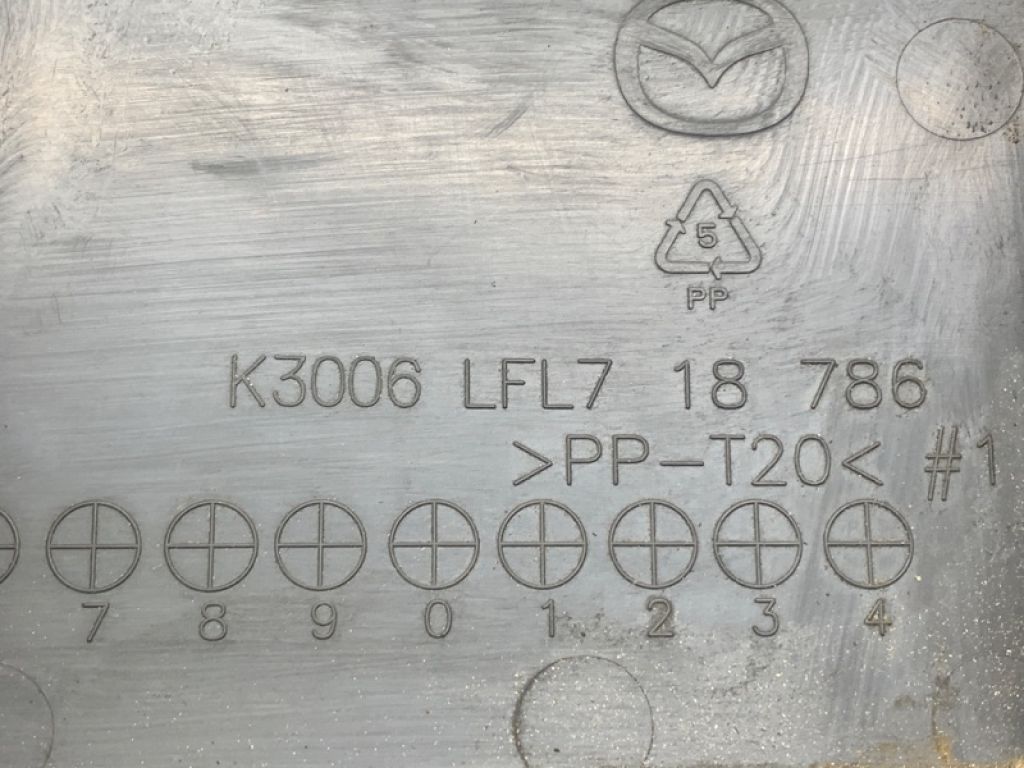 5
PP
K3006 LFL7 18 786
>PP-T20< #1
7 8 9 0 1 2 3 4